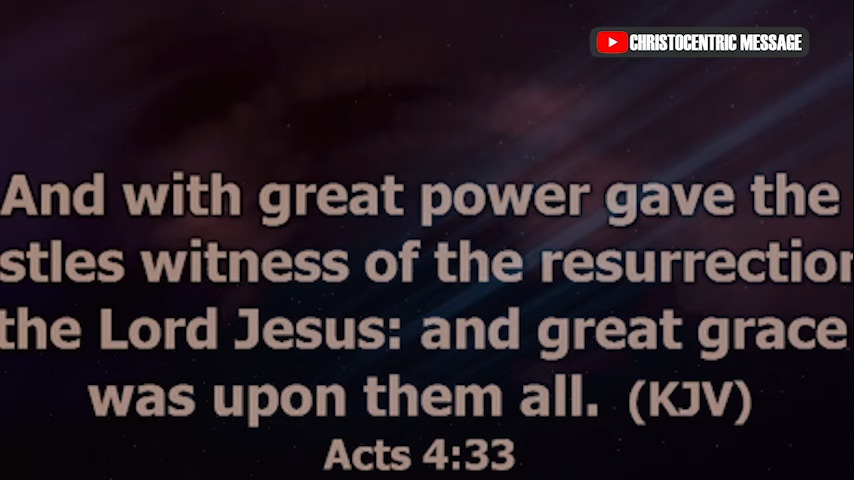 CHRISTOCENTRIC MESSAGE
And with great power gave the
stles witness of the resurrection
the Lord Jesus: and great grace
was upon them all. (KJV)
Acts 4:33